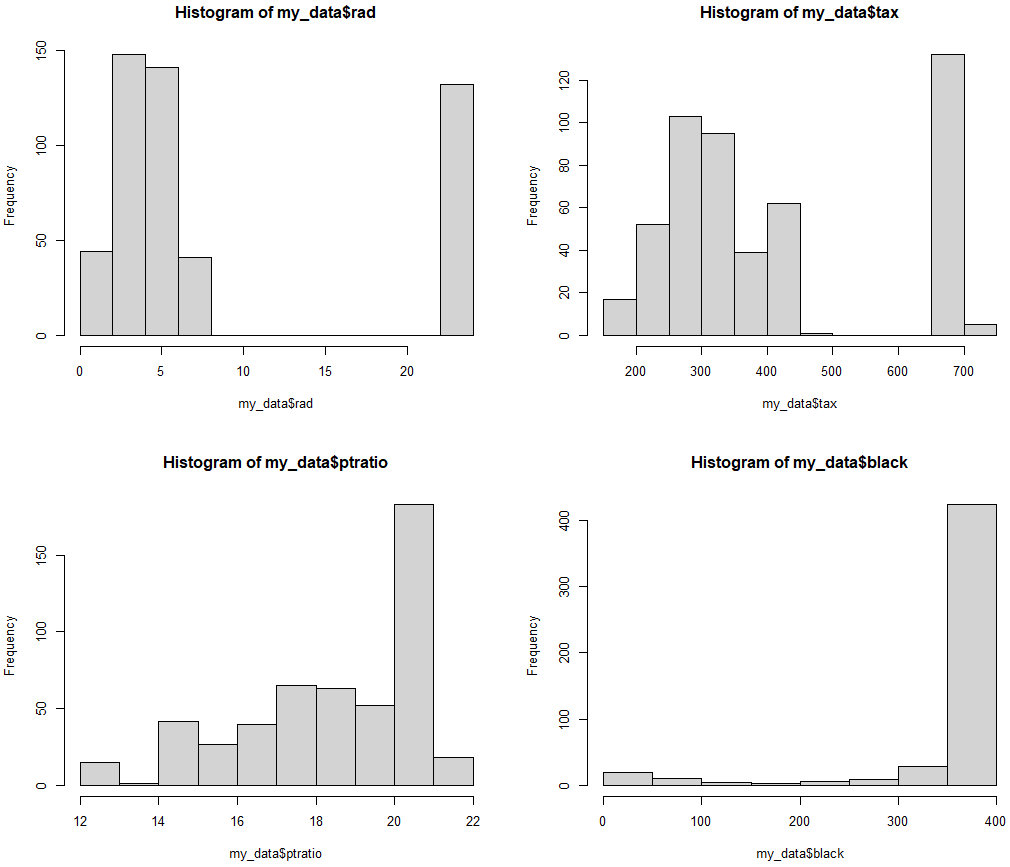 Histogram of my_data$rad
Frequency
0
50
100
150
0 5 10 15 20
my_data$rad
Histogram of my_data$tax
Frequency
0
20
40
60
80
100
120
200 300 400 500 600 700
my_data$tax
Histogram of my_data$ptratio
Frequency
0
50
100
150
12 14 16 18 20 22
my_data$ptratio
Histogram of my_data$black
Frequency
0
100
200
300
400
0 100 200 300 400
my_data$black